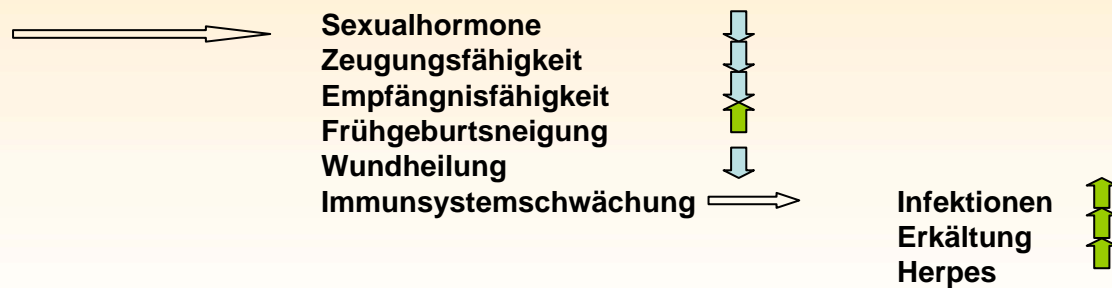 Sexualhormone
Zeugungsfähigkeit
Empfängnisfähigkeit
Frühgeburtsneigung
Wundheilung
Immunsystemschwächung
Infektionen
Erkältung
Herpes